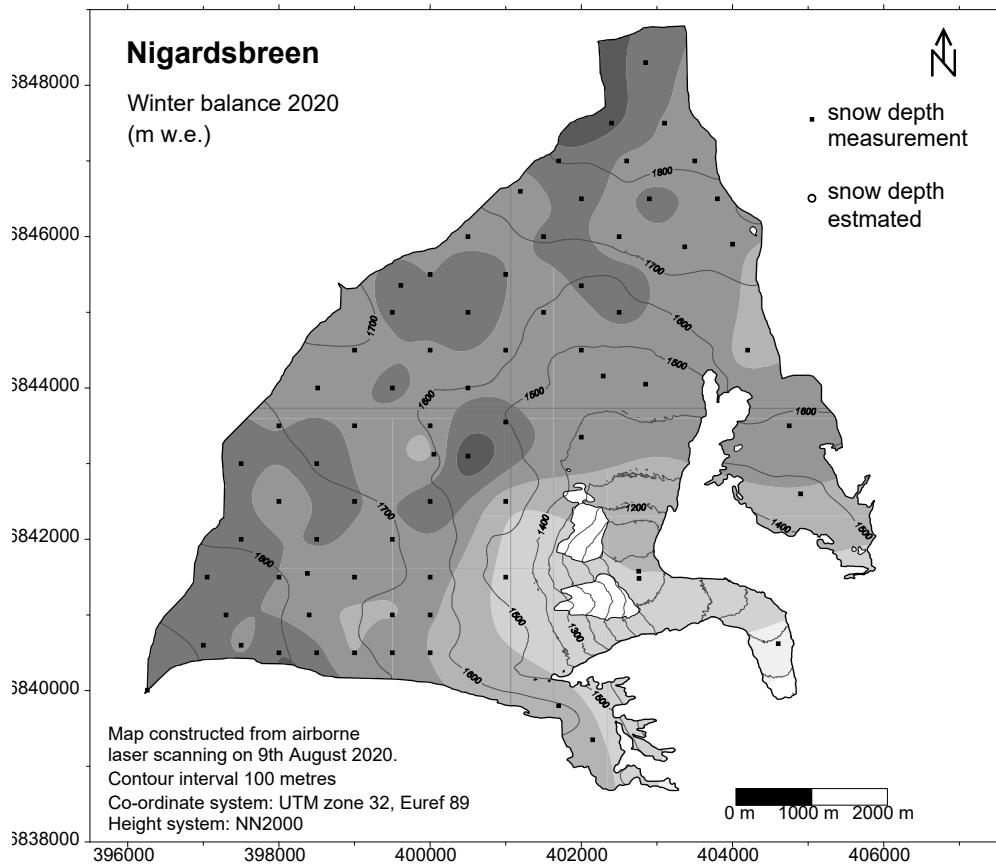 Nigardsbreen
Winter balance 2020
(m w.e.)
N
snow depth
measurement
snow depth
estmated
6848000
6846000
6844000
6842000
6840000
6838000
1800
1700
1700
1600
1500
1600
1500
1600
1700
1200
1400
1400
1500
1800
1500
1300
1600
1500
Map constructed from airborne
laser scanning on 9th August 2020.
Contour interval 100 metres
Co-ordinate system: UTM zone 32, Euref 89
Height system: NN2000
0 m 1000 m 2000 m
396000 398000 400000 402000 404000 406000